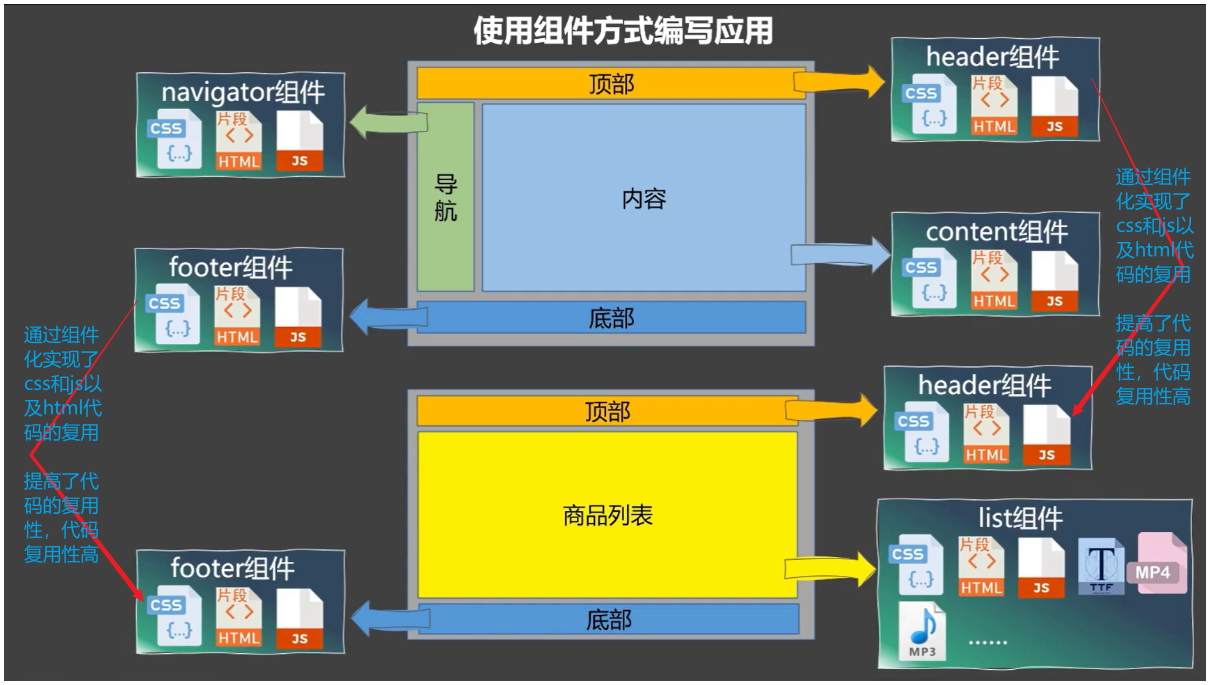 使用组件方式编写应用
navigator组件
CSS
{...}
片段
<>
HTML
JS
顶部
导
航
内容
底部
header组件
CSS
{...}
片段
<>
HTML
JS
footer组件
CSS
{...}
片段
<>
HTML
JS
content组件
CSS
{...}
片段
<>
HTML
JS
通过组件
化实现了
css和js以
及html代
码的复用
提高了代
码的复用
性，代码
复用性高
通过组件
化实现了
css和js以
及html代
码的复用
提高了代
码的复用
性，代码
复用性高
顶部
商品列表
底部
header组件
CSS
{...}
片段
<>
HTML
JS
footer组件
CSS
{...}
片段
<>
HTML
JS
list组件
CSS
{...}
片段
<>
HTML
JS
T
TTF
MP4
MP3
......